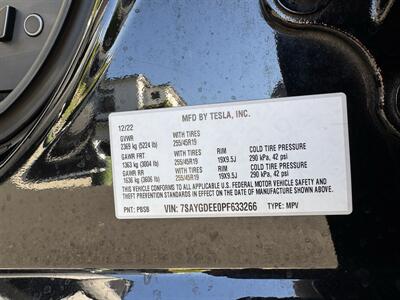 MFD BY TESLA, INC.
12/22
GVWR WITH TIRES
2369 kg (5224 lb) 255/45R19
GAWR FRT WITH TIRES RIM COLD TIRE PRESSURE
1363 kg (3004 lb) 255/45R19 19X9.5J 290 kPa, 42 psi
GAWR RR WITH TIRES RIM COLD TIRE PRESSURE
1636 kg (3606 lb) 255/45R19 19X9.5J 290 kPa, 42 psi
THIS VEHICLE CONFORMS TO ALL APPLICABLE U.S. FEDERAL MOTOR VEHICLE SAFETY AND
THEFT PREVENTION STANDARDS IN EFFECT ON THE DATE OF MANUFACTURE SHOWN ABOVE.
PNT: PBSB VIN: 7SAYGDEE0PF633266 TYPE: MPV